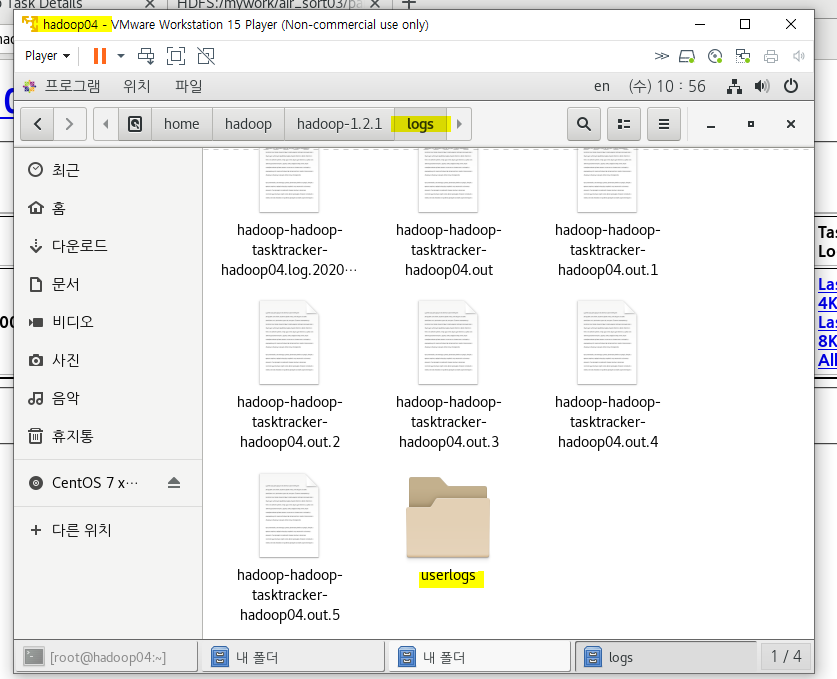 Task Details
HDFS:/mywork/air_sort03/pa
hadoop04 - VMware Workstation 15 Player (Non-commercial use only)
Player
프로그램 위치 파일 en (수) 10 : 56
home hadoop hadoop-1.2.1 logs
최근
홈
다운로드
문서
비디오
사진
음악
휴지통
CentOS 7 x…
다른 위치
hadoop-hadoop-
tasktracker-
hadoop04.log.2020…
hadoop-hadoop-
tasktracker-
hadoop04.out
hadoop-hadoop-
tasktracker-
hadoop04.out.1
hadoop-hadoop-
tasktracker-
hadoop04.out.2
hadoop-hadoop-
tasktracker-
hadoop04.out.3
hadoop-hadoop-
tasktracker-
hadoop04.out.4
hadoop-hadoop-
tasktracker-
hadoop04.out.5
userlogs
Tas
Lo
Las
4K
Las
8K
All
[root@hadoop04:~] 내 폴더 내 폴더 logs 1 / 4